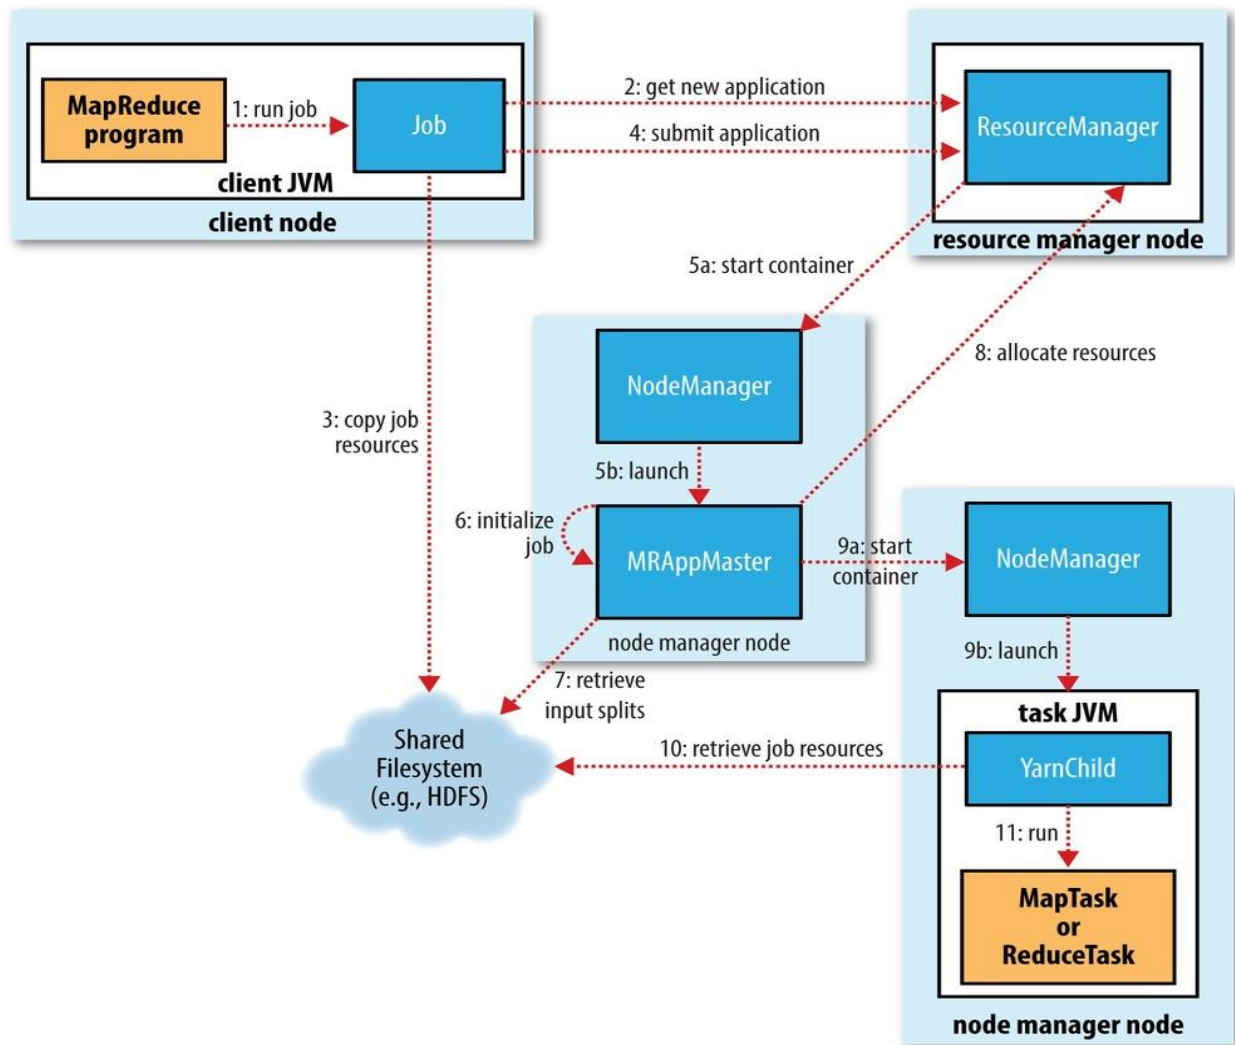 MapReduce
program
1: run job
Job
client JVM
client node
2: get new application
4: submit application
ResourceManager
resource manager node
5a: start container
8: allocate resources
3: copy job
resources
NodeManager
5b: launch
6: initialize
job
MRAppMaster
node manager node
9a: start
container
NodeManager
9b: launch
7: retrieve
input splits
Shared
Filesystem
(e.g., HDFS)
10: retrieve job resources
task JVM
YarnChild
11: run
MapTask
or
ReduceTask
node manager node